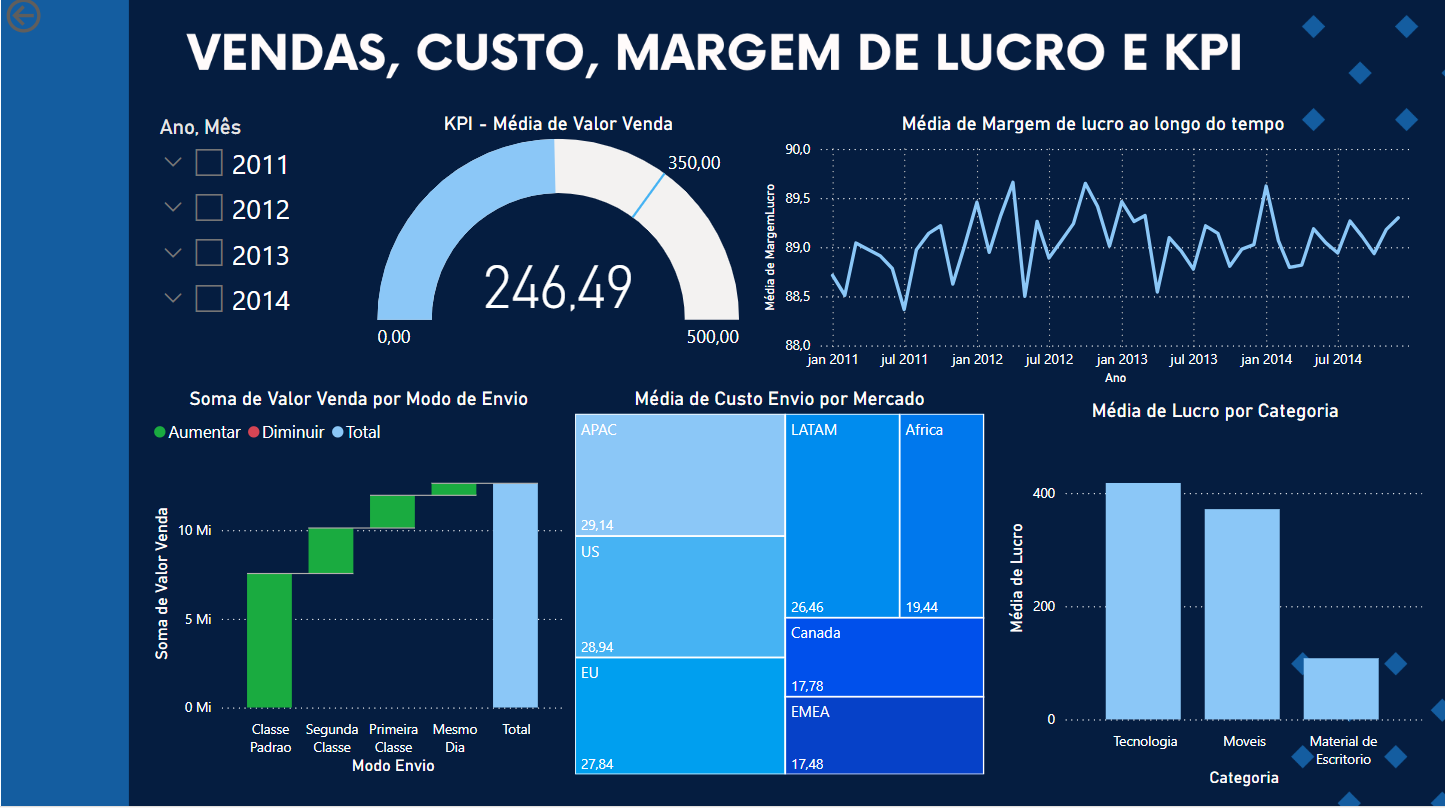 VENDAS, CUSTO, MARGEM DE LUCRO E KPI
Ano, Mês
2011
2012
2013
2014
KPI - Média de Valor Venda
350,00
246,49
0,00
500,00
Média de Margem de lucro ao longo do tempo
Média de MargemLucro
90,0
89,5
89,0
88,5
88,0
jan 2011
jul 2011
jan 2012
jul 2012
jan 2013
jul 2013
jan 2014
jul 2014
Ano
Soma de Valor Venda por Modo de Envio
Aumentar
Diminuir
Total
Soma de Valor Venda
10 Mi
5 Mi
0 Mi
Classe
Padrao
Segunda
Classe
Primeira
Classe
Mesmo
Dia
Total
Modo Envio
Média de Custo Envio por Mercado
APAC
29,14
US
28,94
EU
27,84
LATAM
26,46
Africa
19,44
Canada
17,78
EMEA
17,48
Média de Lucro por Categoria
Média de Lucro
400
200
0
Tecnologia
Moveis
Material de
Escritorio
Categoria